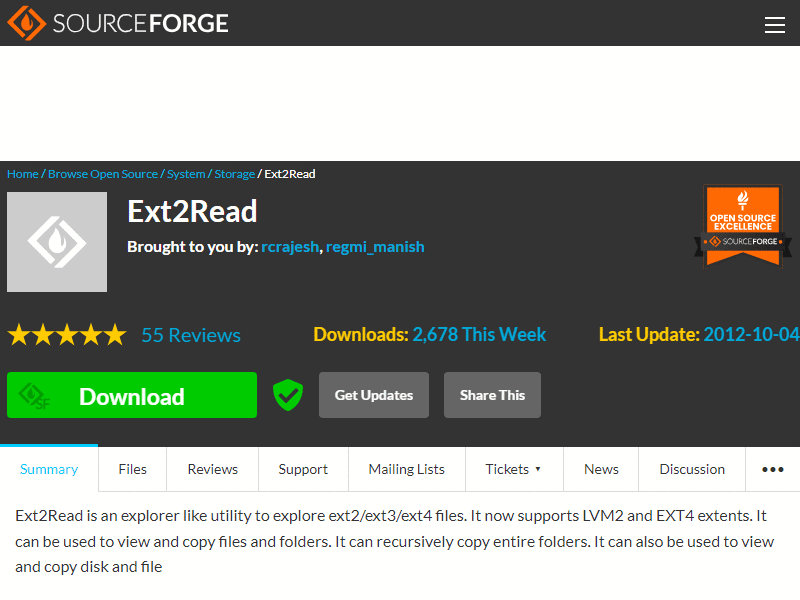 SOURCEFORGE
Home / Browse Open Source / System / Storage / Ext2Read
Ext2Read
Brought to you by: rcrajesh, regmi_manish
OPEN SOURCE
EXCELLENCE
SOURCEFORGE
55 Reviews
Downloads: 2,678 This Week
Last Update: 2012-10-04
SF
Download
Get Updates
Share This
Summary
Files
Reviews
Support
Mailing Lists
Tickets ▾
News
Discussion
Ext2Read is an explorer like utility to explore ext2/ext3/ext4 files. It now supports LVM2 and EXT4 extents. It
can be used to view and copy files and folders. It can recursively copy entire folders. It can also be used to view
and copy disk and file